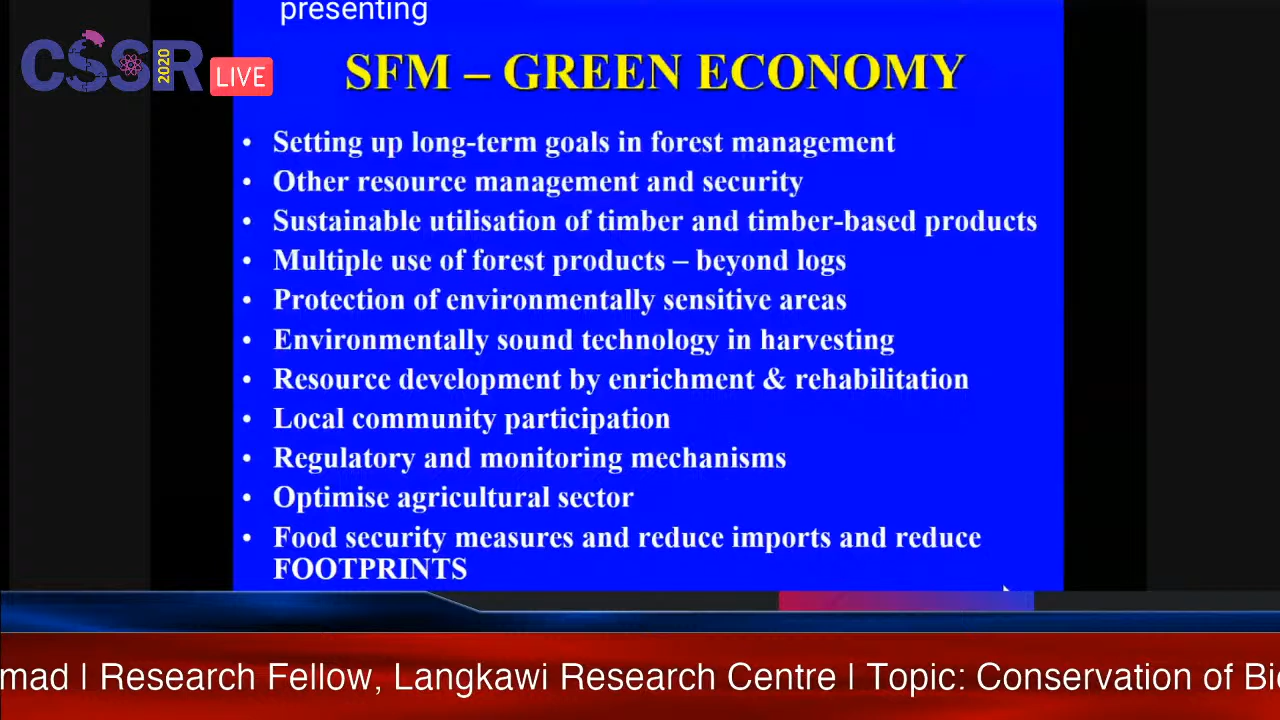 presenting
CSSR 2020
LIVE
SFM – GREEN ECONOMY
• Setting up long-term goals in forest management
• Other resource management and security
• Sustainable utilisation of timber and timber-based products
• Multiple use of forest products – beyond logs
• Protection of environmentally sensitive areas
• Environmentally sound technology in harvesting
• Resource development by enrichment & rehabilitation
• Local community participation
• Regulatory and monitoring mechanisms
• Optimise agricultural sector
• Food security measures and reduce imports and reduce
FOOTPRINTS
mad | Research Fellow, Langkawi Research Centre | Topic: Conservation of Bi